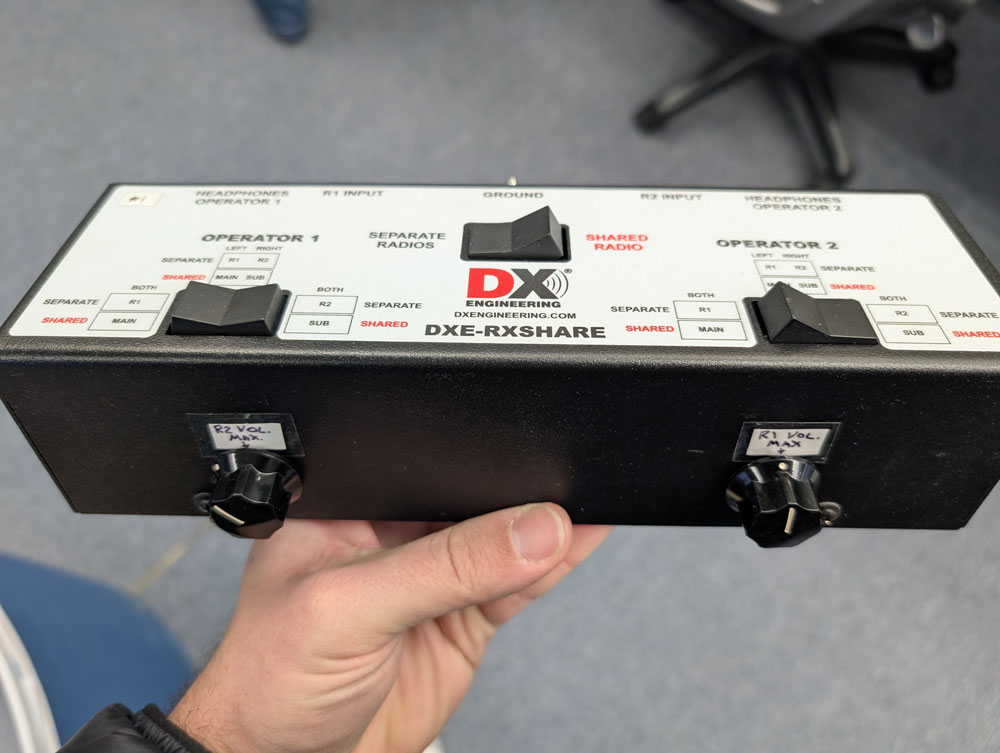 #1
HEADPHONES
OPERATOR 1
R1 INPUT
GROUND
R2 INPUT
HEADPHONES
OPERATOR 2
OPERATOR 1
LEFT RIGHT
SEPARATE R1 R2
SHARED MAIN SUB
BOTH
SEPARATE R1
SHARED MAIN
BOTH
R2 SEPARATE
SUB SHARED
SEPARATE
RADIOS
SHARED
RADIO
DX®
ENGINEERING
DXENGINEERING.COM
DXE-RXSHARE
OPERATOR 2
LEFT RIGHT
R1 R2 SEPARATE
MAIN SUB SHARED
BOTH
SEPARATE R1
SHARED MAIN
BOTH
R2 SEPARATE
SUB SHARED
R2 VOL.
MAX.
R1 VOL.
MAX